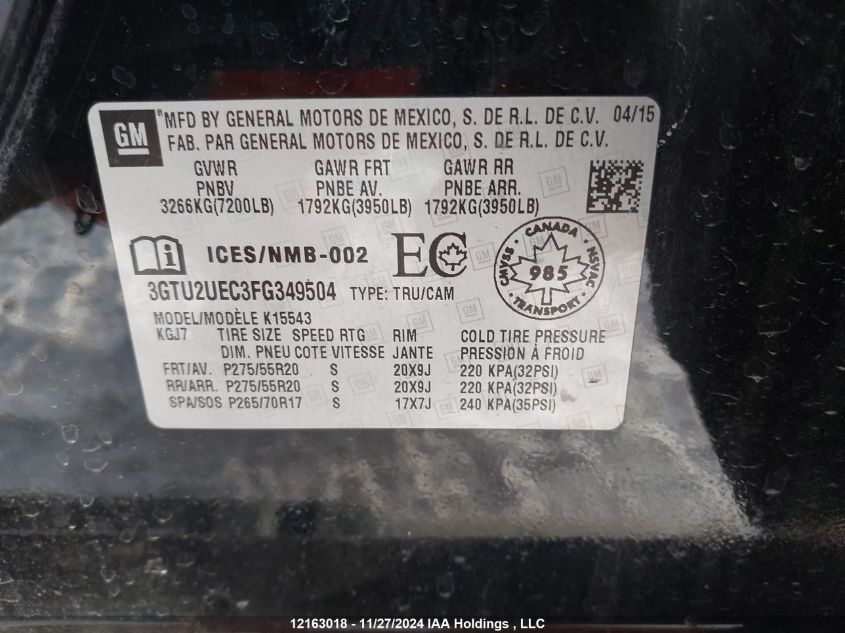 GM
MFD BY GENERAL MOTORS DE MEXICO, S. DE R.L. DE C.V. 04/15
FAB. PAR GENERAL MOTORS DE MEXICO, S. DE R.L. DE C.V.
GVWR GAWR FRT GAWR RR
PNBV PNBE AV. PNBE ARR.
3266KG(7200LB) 1792KG(3950LB) 1792KG(3950LB)
i ICES/NMB-002 EC
CANADA
CMVSS 985 NSVAC
TRANSPORT
3GTU2UEC3FG349504 TYPE: TRU/CAM
MODEL/MODÈLE K15543
KGJ7 TIRE SIZE SPEED RTG RIM COLD TIRE PRESSURE
DIM. PNEU COTE VITESSE JANTE PRESSION À FROID
FRT/AV. P275/55R20 S 20X9J 220 KPA(32PSI)
RR/ARR. P275/55R20 S 20X9J 220 KPA(32PSI)
SPA/SOS P265/70R17 S 17X7J 240 KPA(35PSI)
12163018 - 11/27/2024 IAA Holdings , LLC